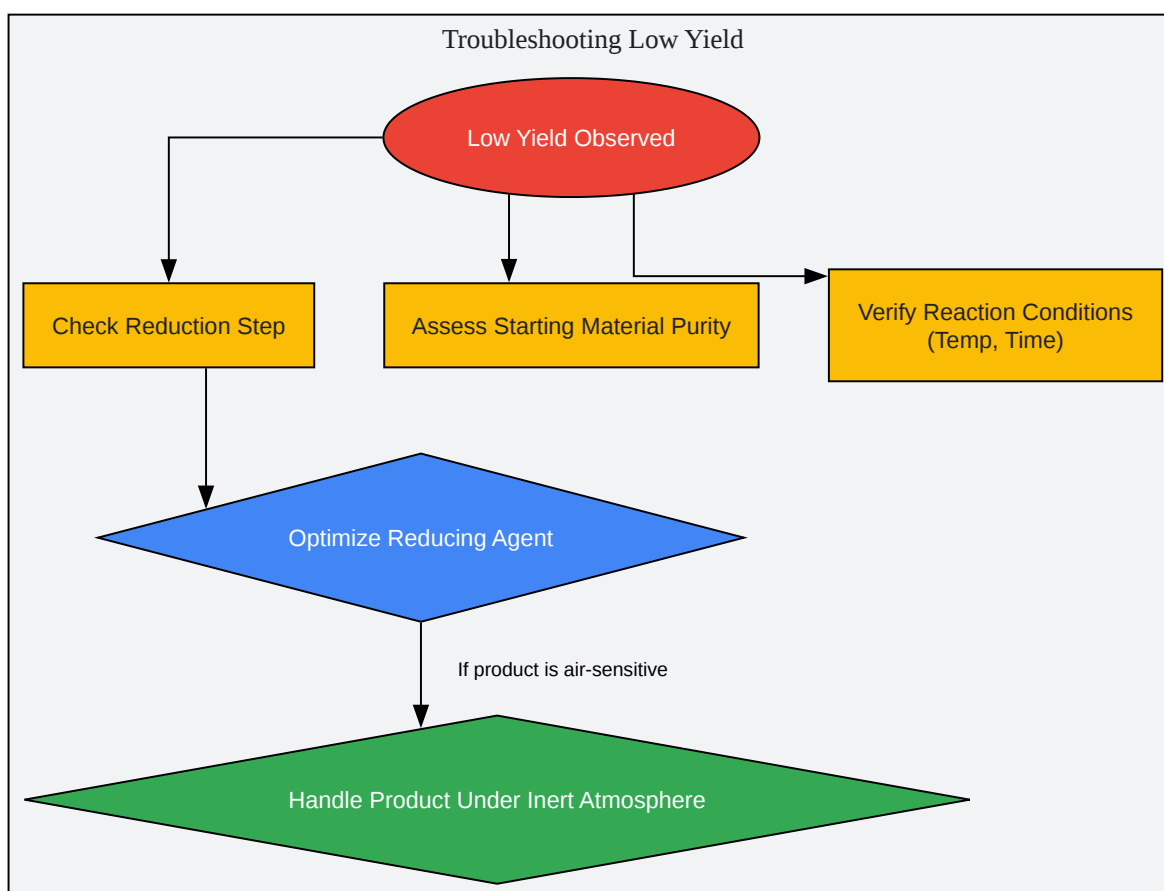 Troubleshooting Low Yield
Low Yield Observed
Check Reduction Step
Assess Starting Material Purity
Verify Reaction Conditions
(Temp, Time)
Optimize Reducing Agent
If product is air-sensitive
Handle Product Under Inert Atmosphere